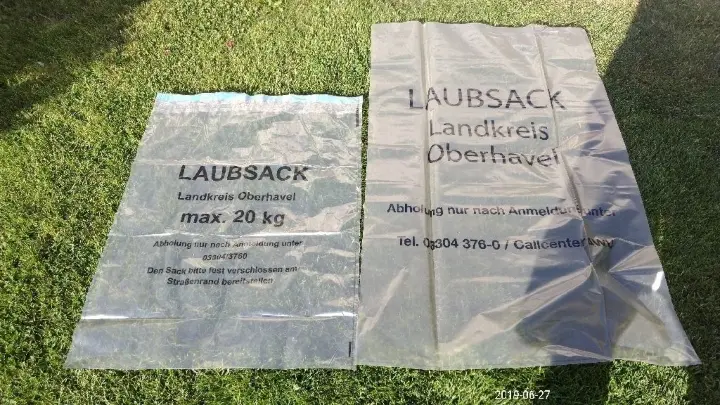 LAUBSACK
Landkreis Oberhavel
max. 20 kg
Abholung nur nach Anmeldung unter
03304/3760
Den Sack bitte fest verschlossen am
Straßenrand bereitstellen
LAUBSACK
Landkreis
Oberhavel
Abholung nur nach Anmeldung unter
Tel. 03304 376-0 / Callcenter AWU
2019-06-27